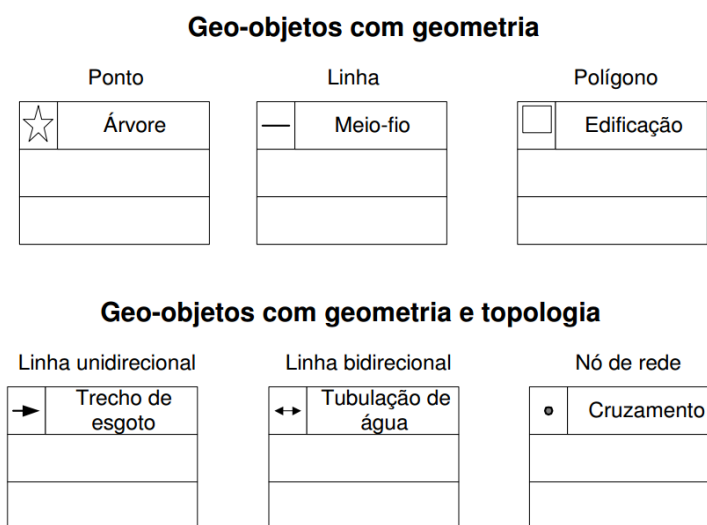 Geo-objetos com geometria
Ponto
Linha
Polígono
Árvore
Meio-fio
Edificação
Geo-objetos com geometria e topologia
Linha unidirecional
Linha bidirecional
Nó de rede
Trecho de
esgoto
Tubulação de
água
Cruzamento